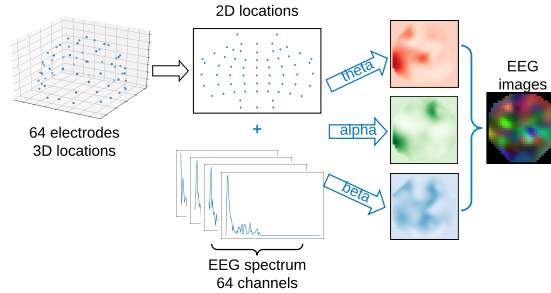 2D locations
64 electrodes
3D locations
+
theta
alpha
beta
EEG
images
EEG spectrum
64 channels